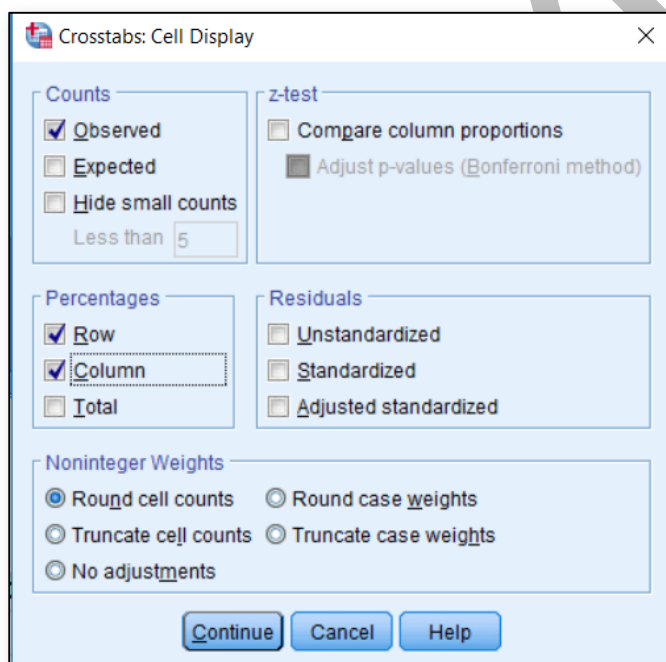 Crosstabs: Cell Display
Counts
Observed
Expected
Hide small counts
Less than 5
z-test
Compare column proportions
Adjust p-values (Bonferroni method)
Percentages
Row
Column
Total
Residuals
Unstandardized
Standardized
Adjusted standardized
Noninteger Weights
Round cell counts
Round case weights
Truncate cell counts
Truncate case weights
No adjustments
Continue
Cancel
Help